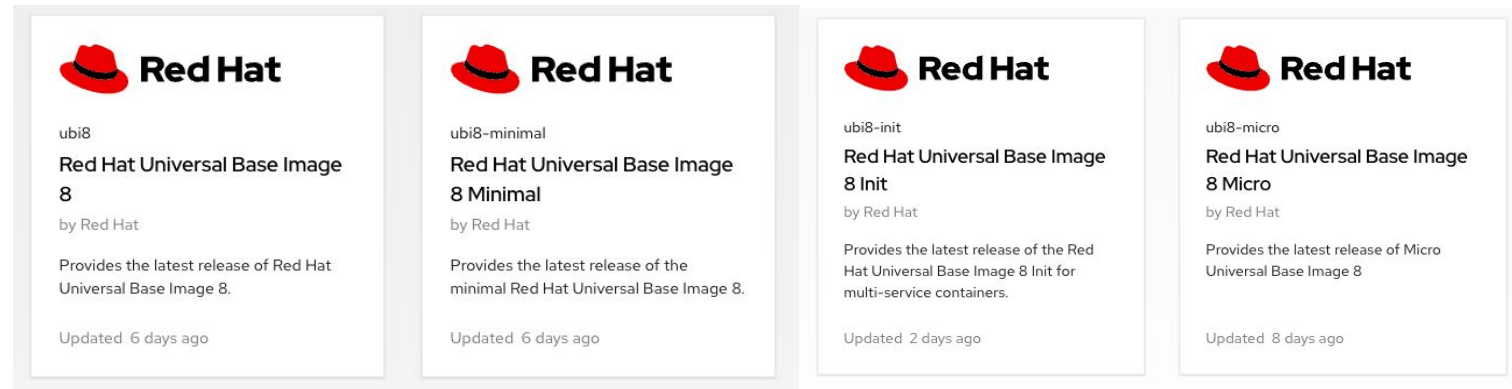 Red Hat
ubi8
Red Hat Universal Base Image
8
by Red Hat
Provides the latest release of Red Hat
Universal Base Image 8.
Updated 6 days ago
Red Hat
ubi8-minimal
Red Hat Universal Base Image
8 Minimal
by Red Hat
Provides the latest release of the
minimal Red Hat Universal Base Image 8.
Updated 6 days ago
Red Hat
ubi8-init
Red Hat Universal Base Image
8 Init
by Red Hat
Provides the latest release of the Red
Hat Universal Base Image 8 Init for
multi-service containers.
Updated 2 days ago
Red Hat
ubi8-micro
Red Hat Universal Base Image
8 Micro
by Red Hat
Provides the latest release of Micro
Universal Base Image 8
Updated 8 days ago